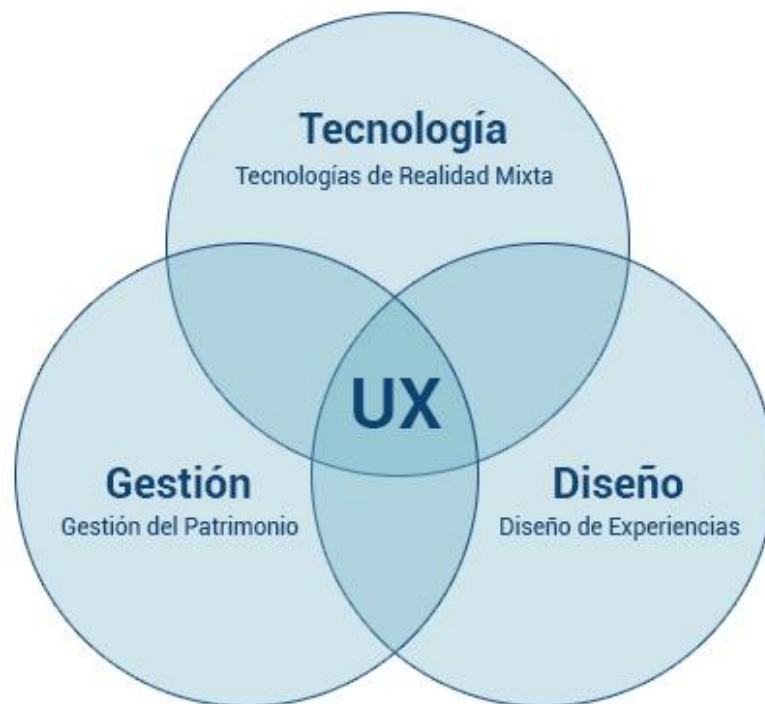 Tecnología
Tecnologías de Realidad Mixta
UX
Gestión
Gestión del Patrimonio
Diseño
Diseño de Experiencias